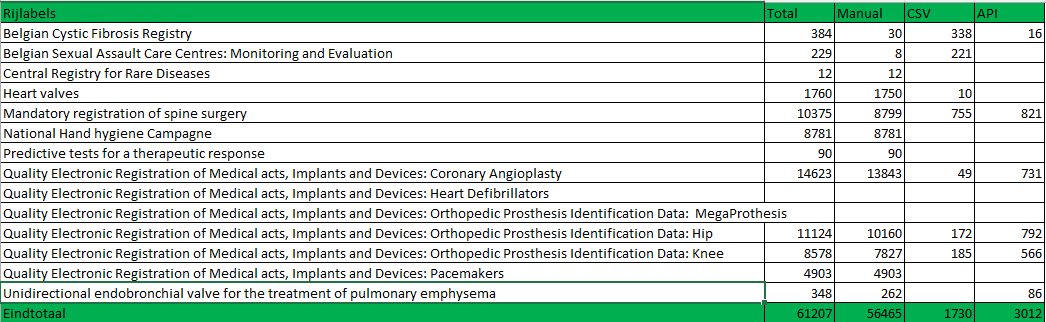 Rijlabels Total Manual CSV API
Belgian Cystic Fibrosis Registry 384 30 338 16
Belgian Sexual Assault Care Centres: Monitoring and Evaluation 229 8 221
Central Registry for Rare Diseases 12 12
Heart valves 1760 1750 10
Mandatory registration of spine surgery 10375 8799 755 821
National Hand hygiene Campagne 8781 8781
Predictive tests for a therapeutic response 90 90
Quality Electronic Registration of Medical acts, Implants and Devices: Coronary Angioplasty 14623 13843 49 731
Quality Electronic Registration of Medical acts, Implants and Devices: Heart Defibrillators
Quality Electronic Registration of Medical acts, Implants and Devices: Orthopedic Prosthesis Identification Data: MegaProthesis
Quality Electronic Registration of Medical acts, Implants and Devices: Orthopedic Prosthesis Identification Data: Hip 11124 10160 172 792
Quality Electronic Registration of Medical acts, Implants and Devices: Orthopedic Prosthesis Identification Data: Knee 8578 7827 185 566
Quality Electronic Registration of Medical acts, Implants and Devices: Pacemakers 4903 4903
Unidirectional endobronchial valve for the treatment of pulmonary emphysema 348 262 86
Eindtotaal 61207 56465 1730 3012